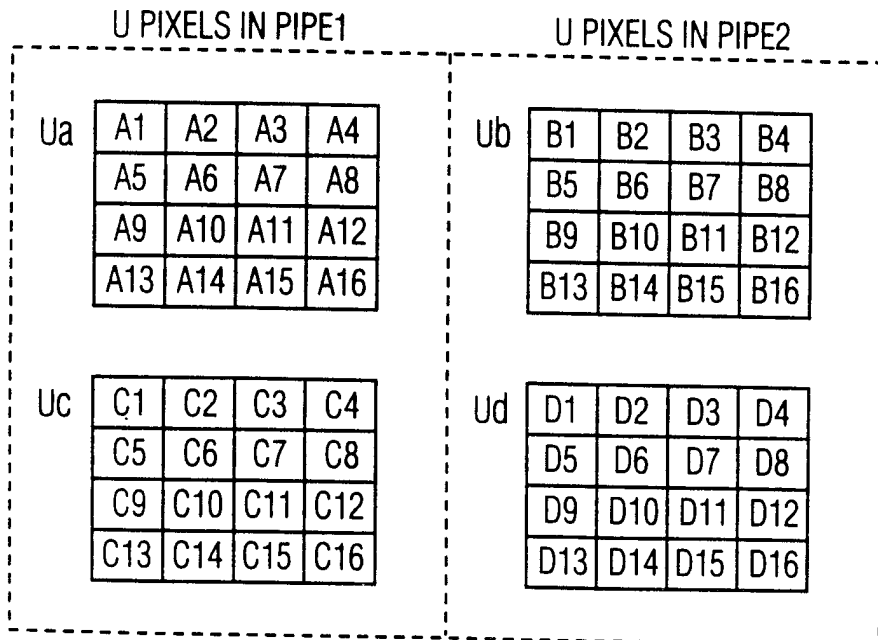 U PIXELS IN PIPE1
U PIXELS IN PIPE2
Ua
A1 A2 A3 A4
A5 A6 A7 A8
A9 A10 A11 A12
A13 A14 A15 A16
Ub
B1 B2 B3 B4
B5 B6 B7 B8
B9 B10 B11 B12
B13 B14 B15 B16
Uc
C1 C2 C3 C4
C5 C6 C7 C8
C9 C10 C11 C12
C13 C14 C15 C16
Ud
D1 D2 D3 D4
D5 D6 D7 D8
D9 D10 D11 D12
D13 D14 D15 D16